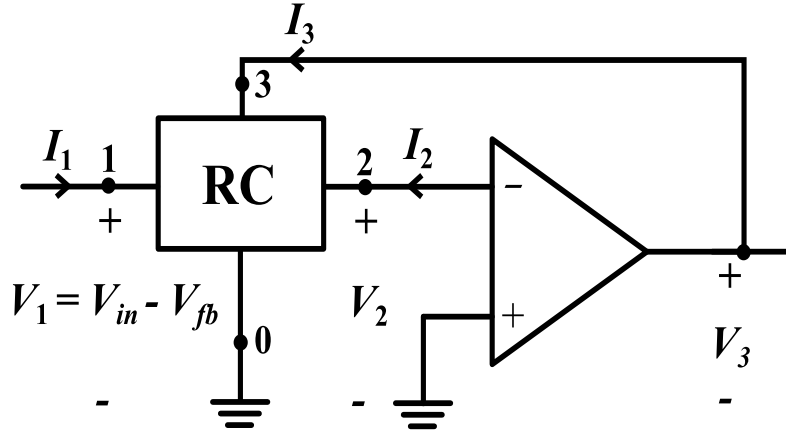 I3
3
I1
1
RC
2
I2
-
+
+
+
V1 = Vin - Vfb
V2
+
0
V3
-
-
-